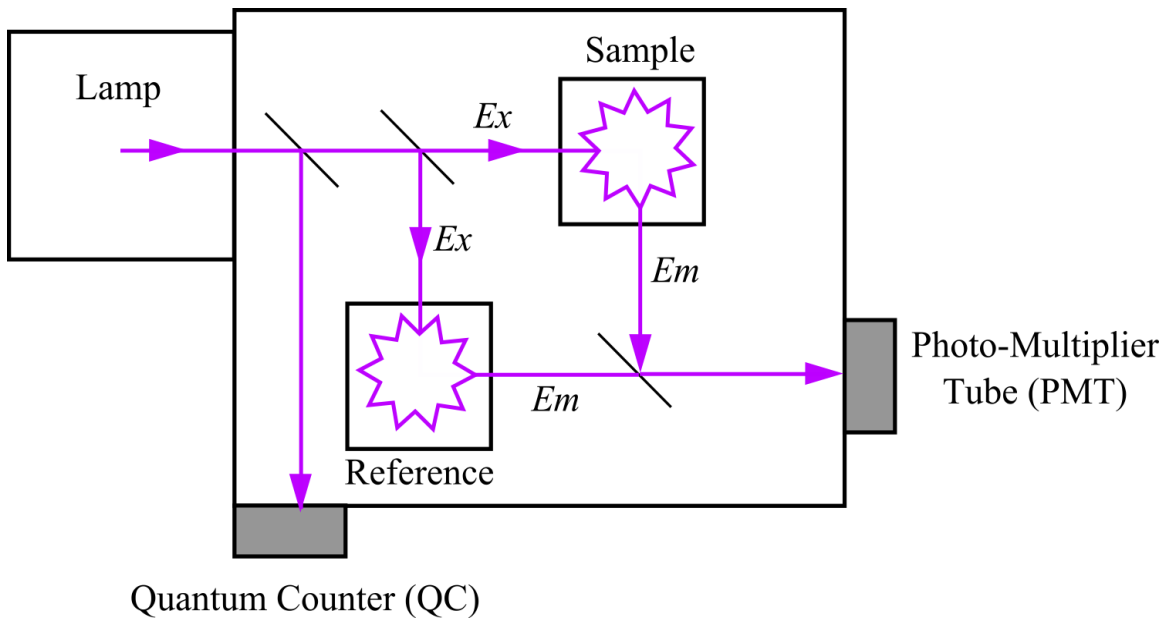 Sample
Lamp
Ex
Ex
Em
Photo-Multiplier
Tube (PMT)
Em
Reference
Quantum Counter (QC)